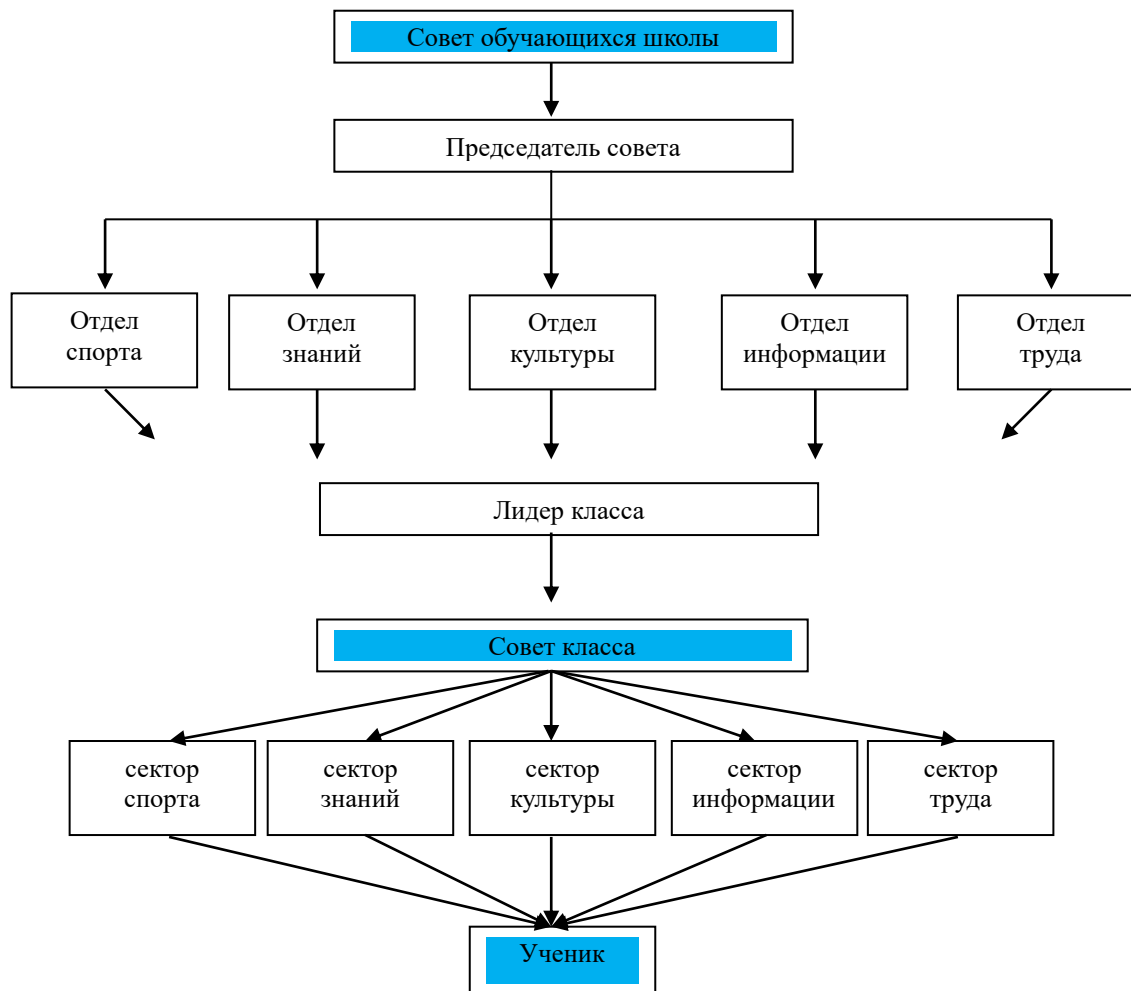 Совет обучающихся школы
Председатель совета
Отдел
спорта
Отдел
знаний
Отдел
культуры
Отдел
информации
Отдел
труда
Лидер класса
Совет класса
сектор
спорта
сектор
знаний
сектор
культуры
сектор
информации
сектор
труда
Ученик